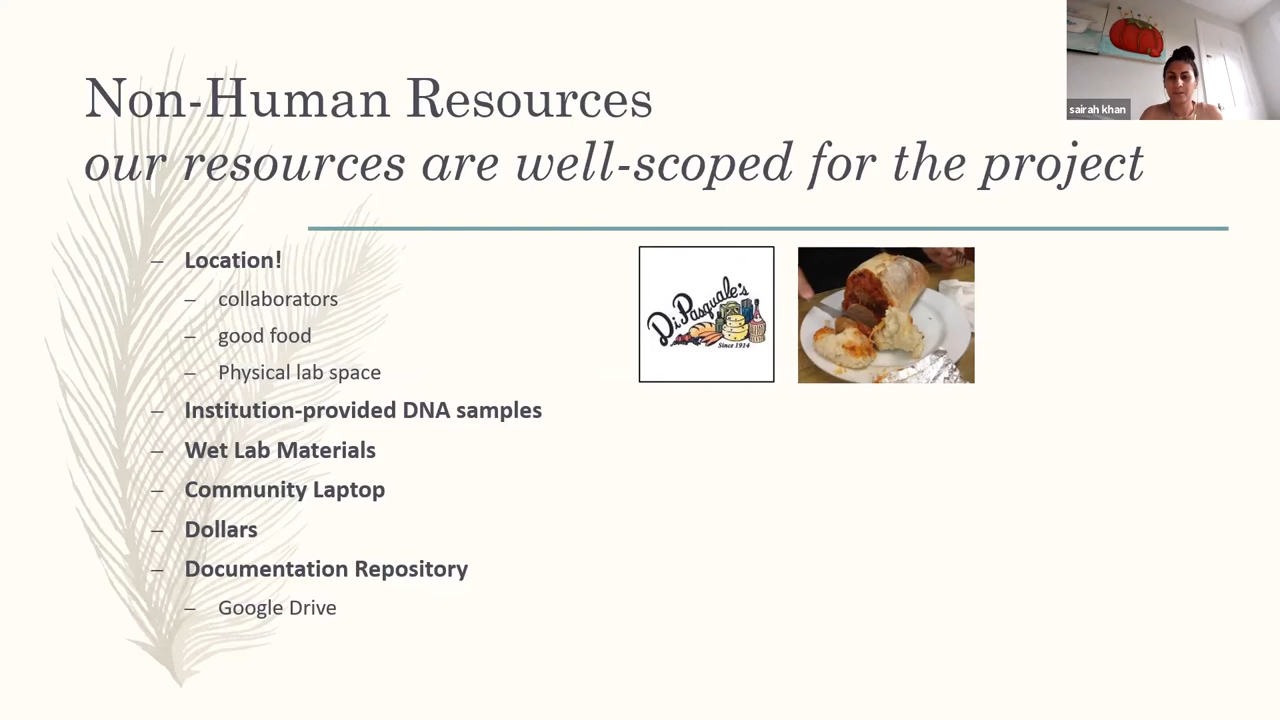 Non-Human Resources
our resources are well-scoped for the project
sairah khan
– Location!
– collaborators
– good food
– Physical lab space
– Institution-provided DNA samples
– Wet Lab Materials
– Community Laptop
– Dollars
– Documentation Repository
– Google Drive
DiPasquale's
Since 1914